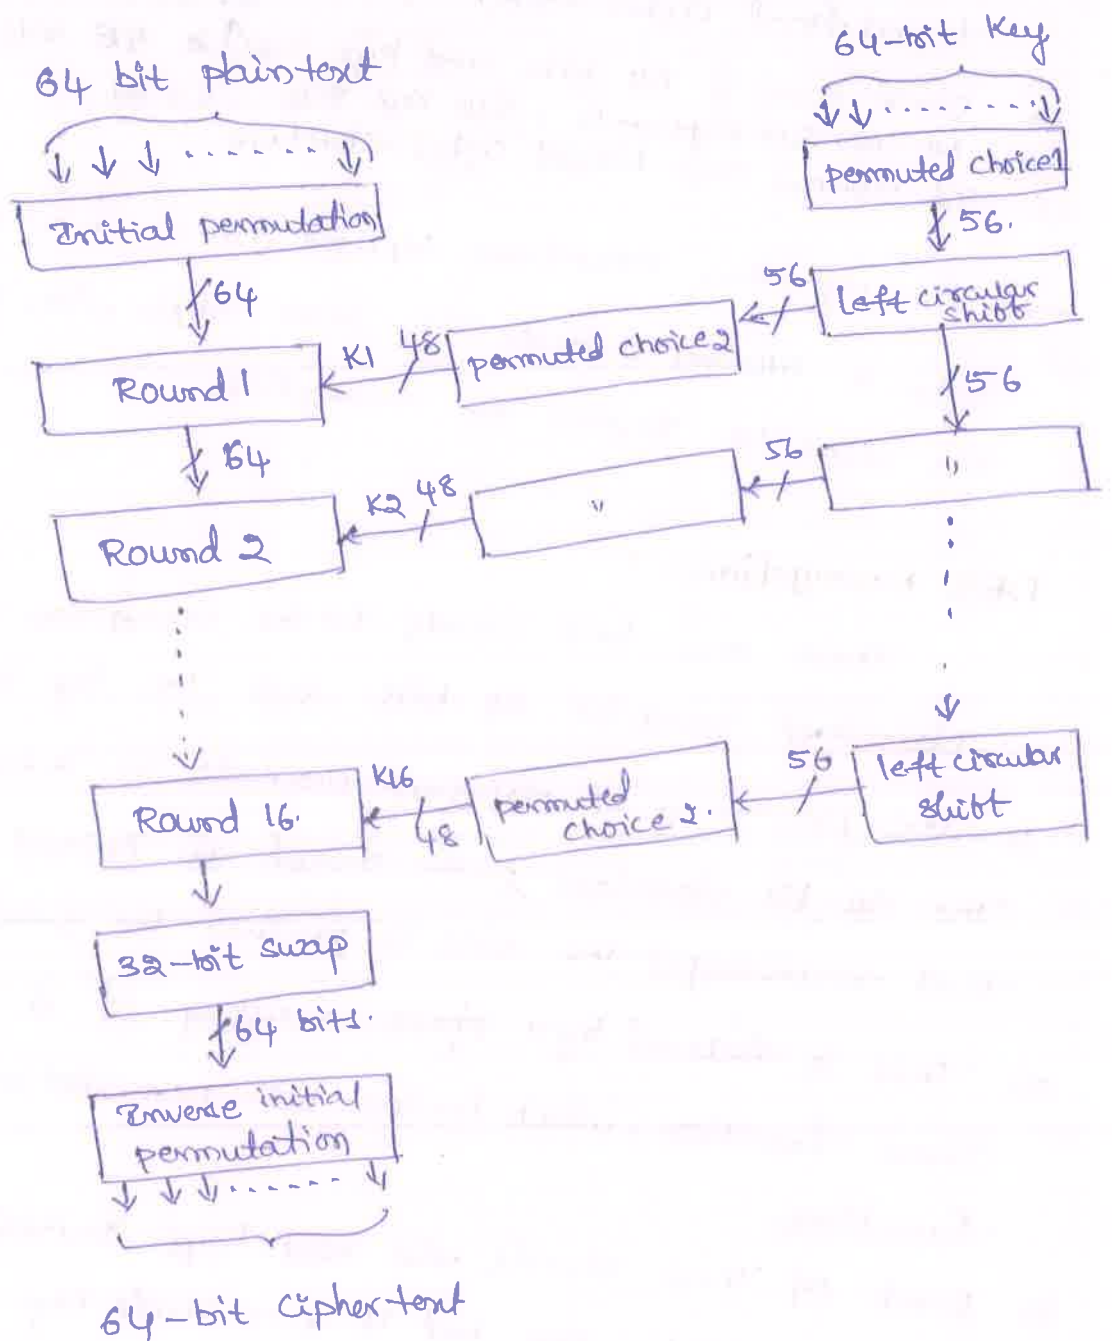 64-bit key
64 bit plaintext
permuted choice1
56.
Initial permutation
64
56
left circular
shift
K1
48
permuted choice2
Round 1
56
64
56
"
K2
48
"
Round 2
K16
48
permuted
choice 2.
56
left circular
shift
Round 16.
32-bit swap
64 bits.
Inverse initial
permutation
64-bit ciphertext